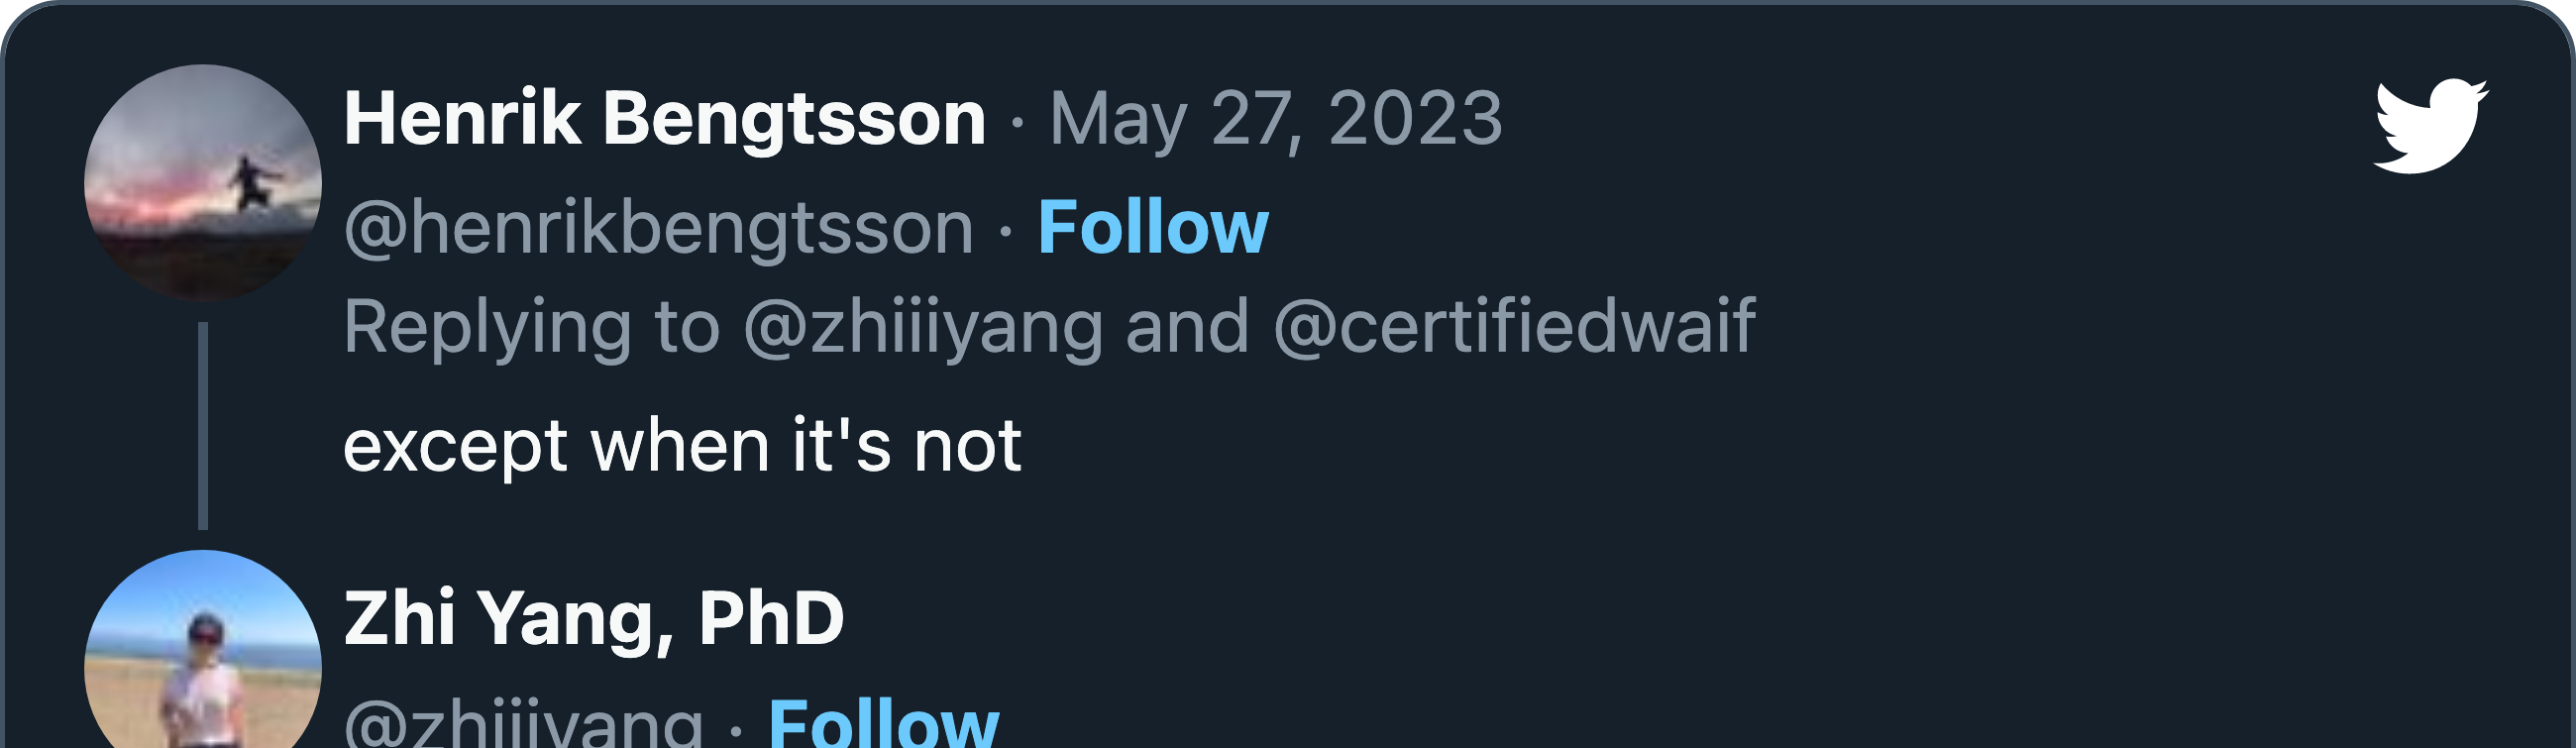 Henrik Bengtsson · May 27, 2023
@henrikbengtsson · Follow
Replying to @zhiiiyang and @certifiedwaif
except when it's not
Zhi Yang, PhD
@zhiiiyang · Follow